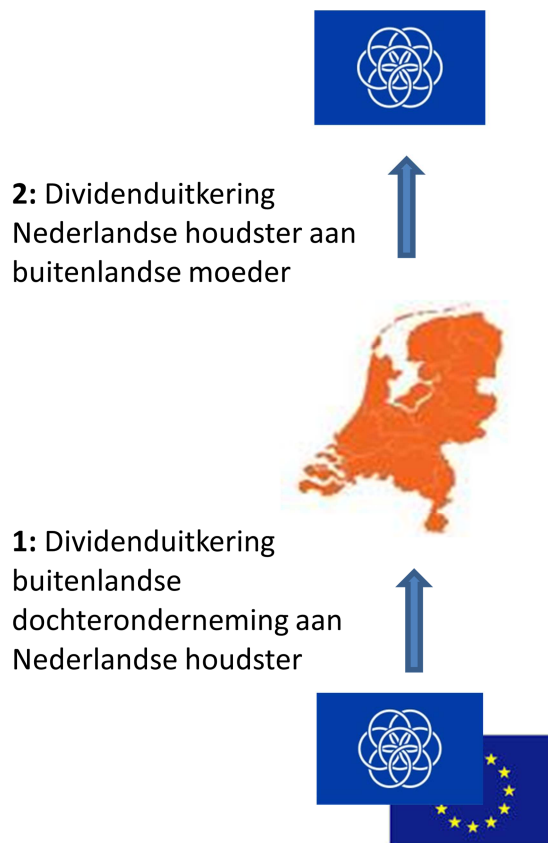 2: Dividenduitkering
Nederlandse houdster aan
buitenlandse moeder
1: Dividenduitkering
buitenlandse
dochteronderneming aan
Nederlandse houdster